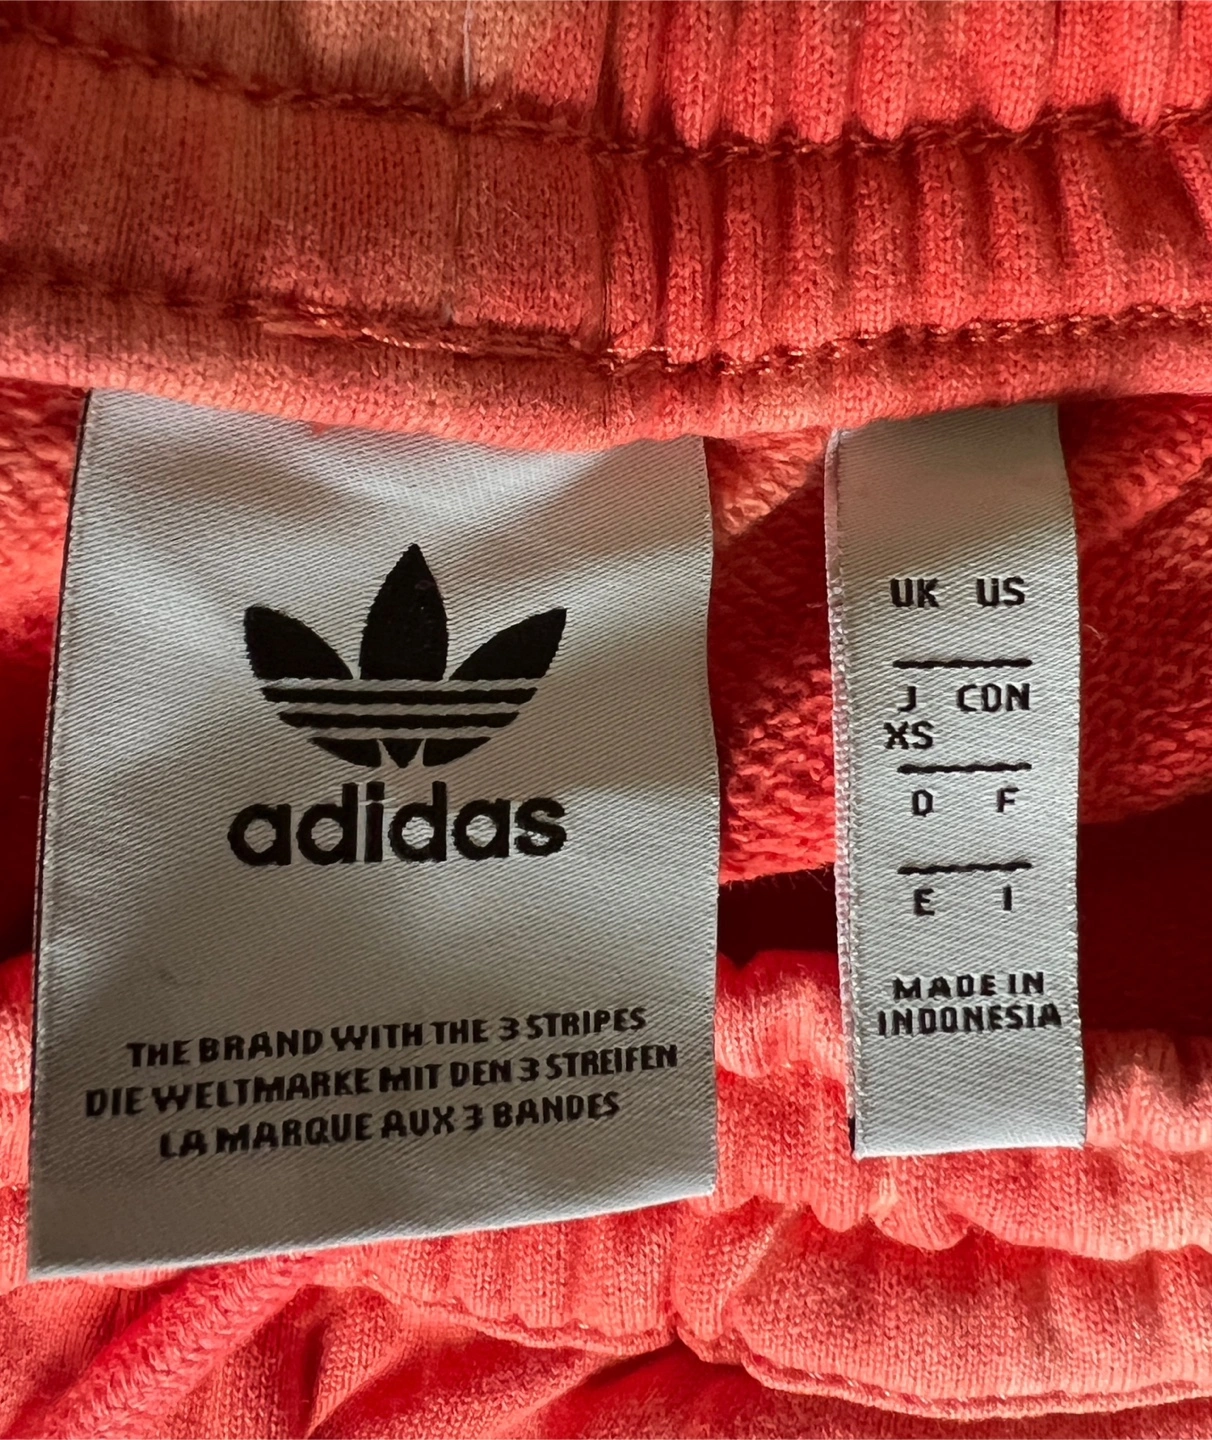 adidas
THE BRAND WITH THE 3 STRIPES
DIE WELTMARKE MIT DEN 3 STREIFEN
LA MARQUE AUX 3 BANDES
UK US
J CDN
XS
D F
E I
MADE IN
INDONESIA